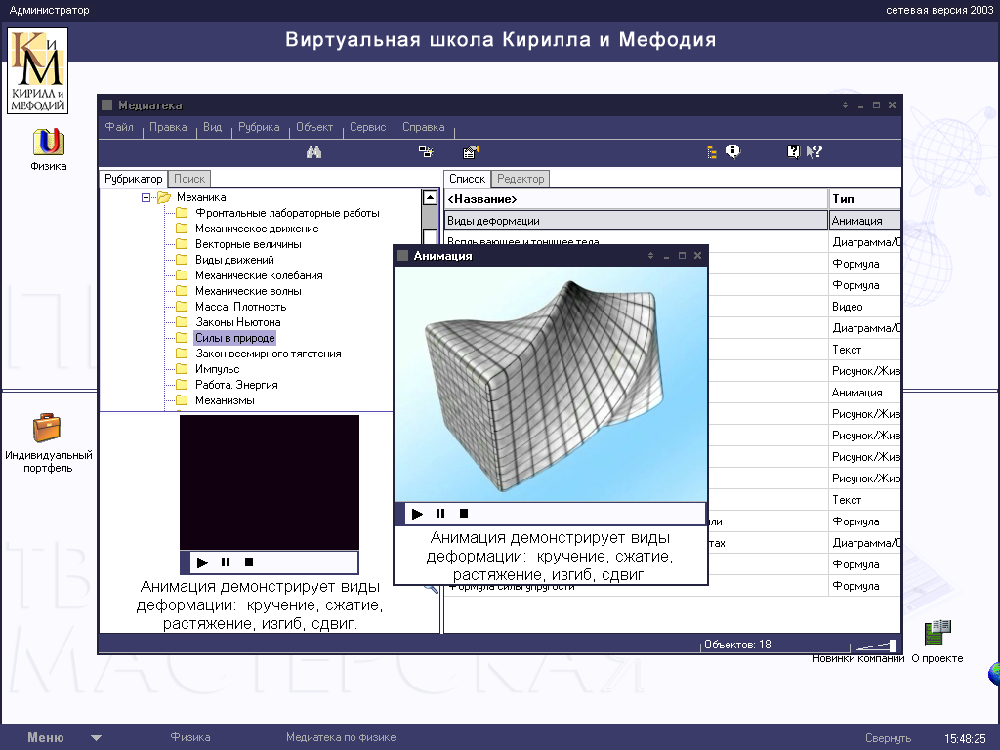 Администратор
сетевая версия 2003
Виртуальная школа Кирилла и Мефодия
КИМ
КИРИЛЛ и
МЕФОДИЙ
Физика
Индивидуальный
портфель
Медиатека
Файл Правка Вид Рубрика Объект Сервис Справка
Рубрикатор Поиск
Механика
Фронтальные лабораторные работы
Механическое движение
Векторные величины
Виды движений
Механические колебания
Механические волны
Масса. Плотность
Законы Ньютона
Силы в природе
Закон всемирного тяготения
Импульс
Работа. Энергия
Механизмы
Анимация демонстрирует виды
деформации: кручение, сжатие,
растяжение, изгиб, сдвиг.
Список Редактор
<Название> Тип
Виды деформации Анимация
Всплывающее и тонущее тела Диаграмма/
Формула
Формула
Видео
Диаграмма/
Текст
Рисунок/Жив
Анимация
Рисунок/Жив
Рисунок/Жив
Рисунок/Жив
Рисунок/Жив
Текст
Формула
Диаграмма/
Формула
Формула силы упругости Формула
Анимация
Анимация демонстрирует виды
деформации: кручение, сжатие,
растяжение, изгиб, сдвиг.
Объектов: 18
Новинки компании
О проекте
ТВ
МАСТЕРСКАЯ
Меню Физика Медиатека по физике Свернуть 15:48:25